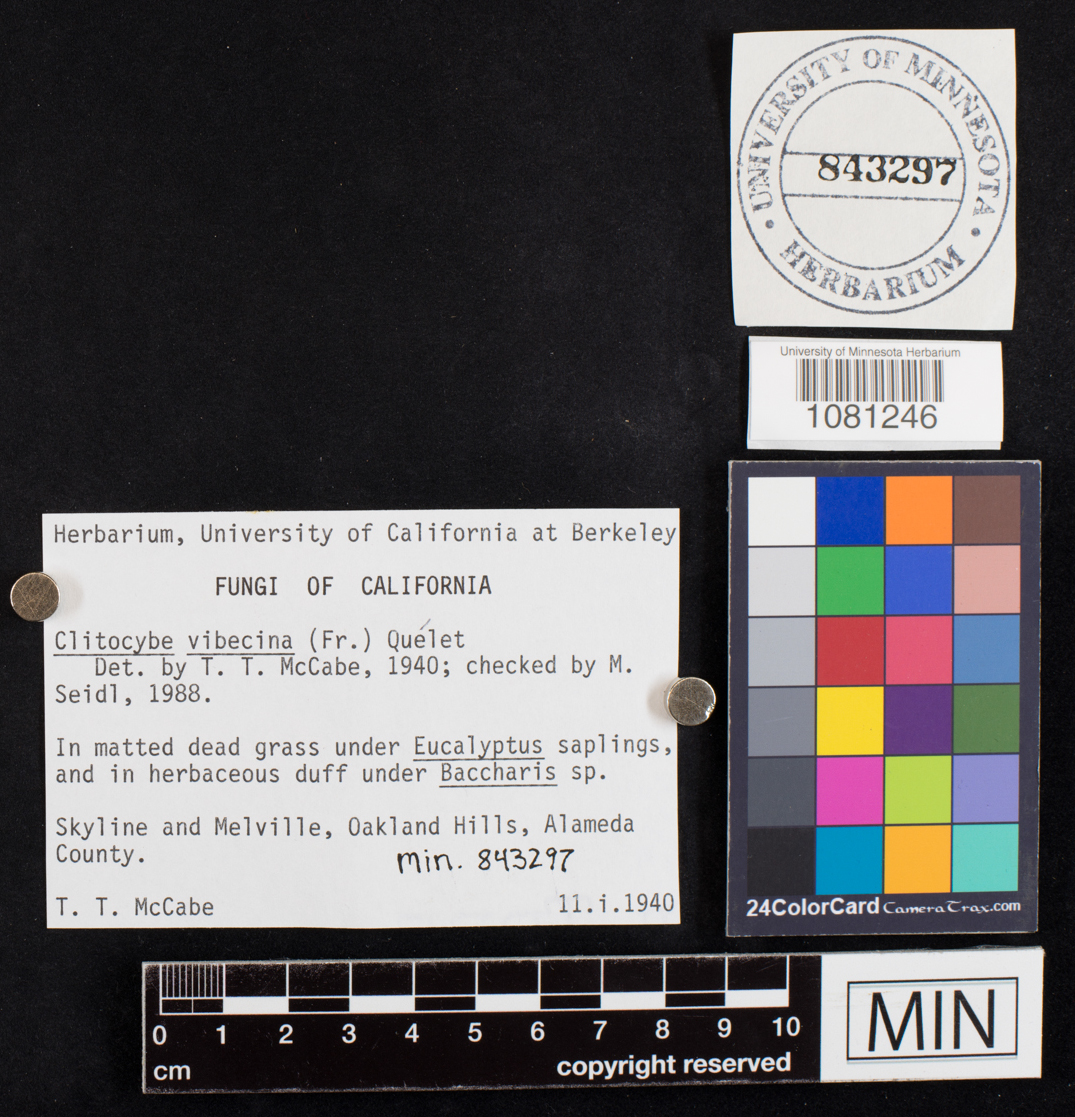 UNIVERSITY OF MINNESOTA
843297
HERBARIUM
University of Minnesota Herbarium
1081246
Herbarium, University of California at Berkeley
FUNGI OF CALIFORNIA
Clitocybe vibecina (Fr.) Quélet
Det. by T. T. McCabe, 1940; checked by M.
Seidl, 1988.
In matted dead grass under Eucalyptus saplings,
and in herbaceous duff under Baccharis sp.
Skyline and Melville, Oakland Hills, Alameda
County.
min. 843297
T. T. McCabe 11.i.1940
24ColorCard CameraTrax.com
0 1 2 3 4 5 6 7 8 9 10
cm copyright reserved
MIN